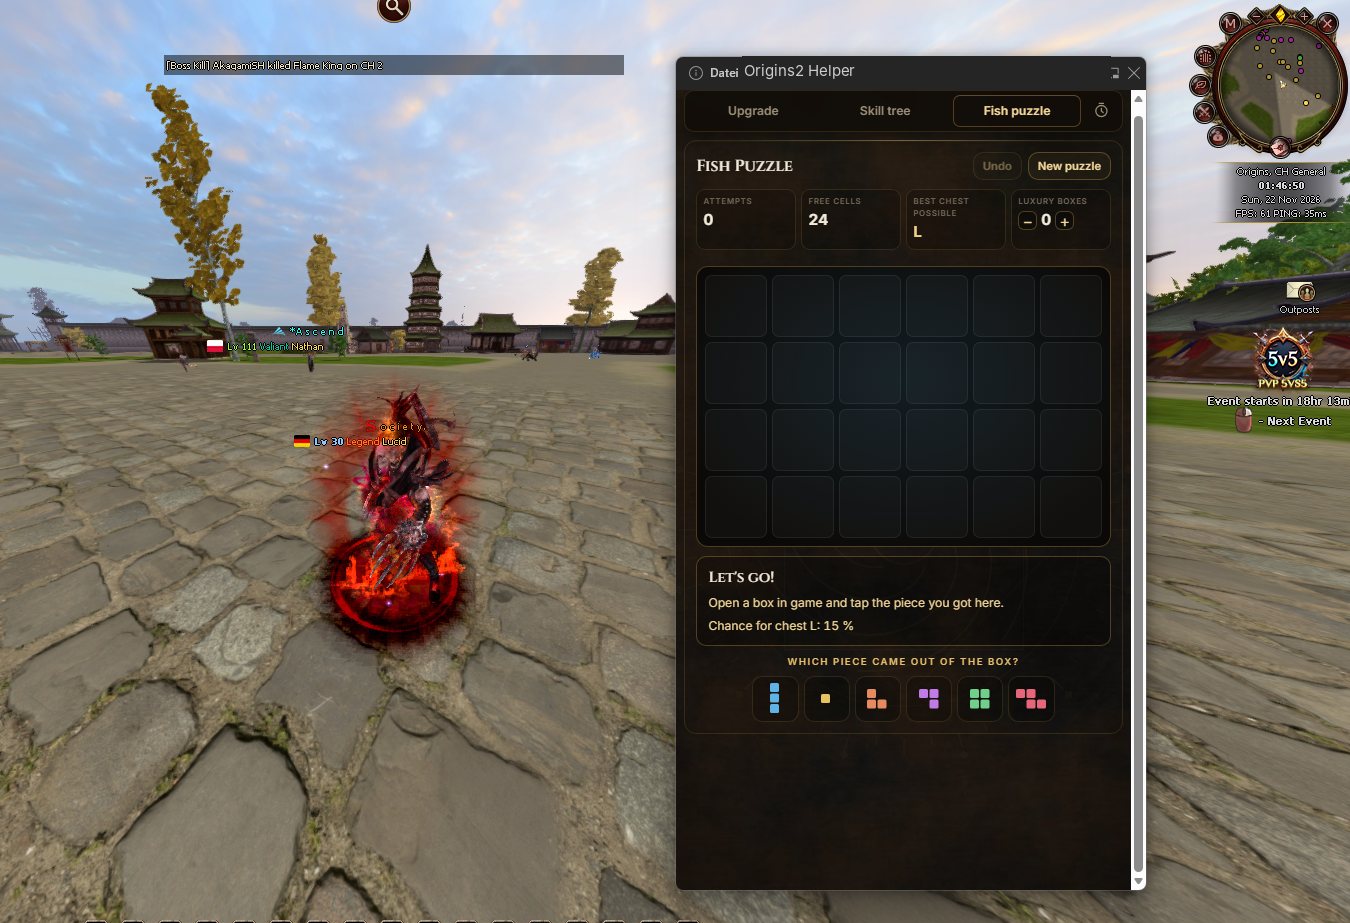 [Boss Kill] AkagamiSH killed Flame King on CH 2
*Ascend
Lv 111 Valiant Nathan
Society.
Lv 30 Legend Lucid
Datei Origins2 Helper
Upgrade
Skill tree
Fish puzzle
Fish Puzzle
Undo
New puzzle
ATTEMPTS
0
FREE CELLS
24
BEST CHEST
POSSIBLE
L
LUXURY BOXES
− 0 +
Let's go!
Open a box in game and tap the piece you got here.
Chance for chest L: 15 %
WHICH PIECE CAME OUT OF THE BOX?
M
Origins, CH General
01:46:50
Sun, 22 Nov 2026
FPS: 61 PING: 35ms
Outposts
5v5
PVP 5VS5
Event starts in 18hr 13m
- Next Event